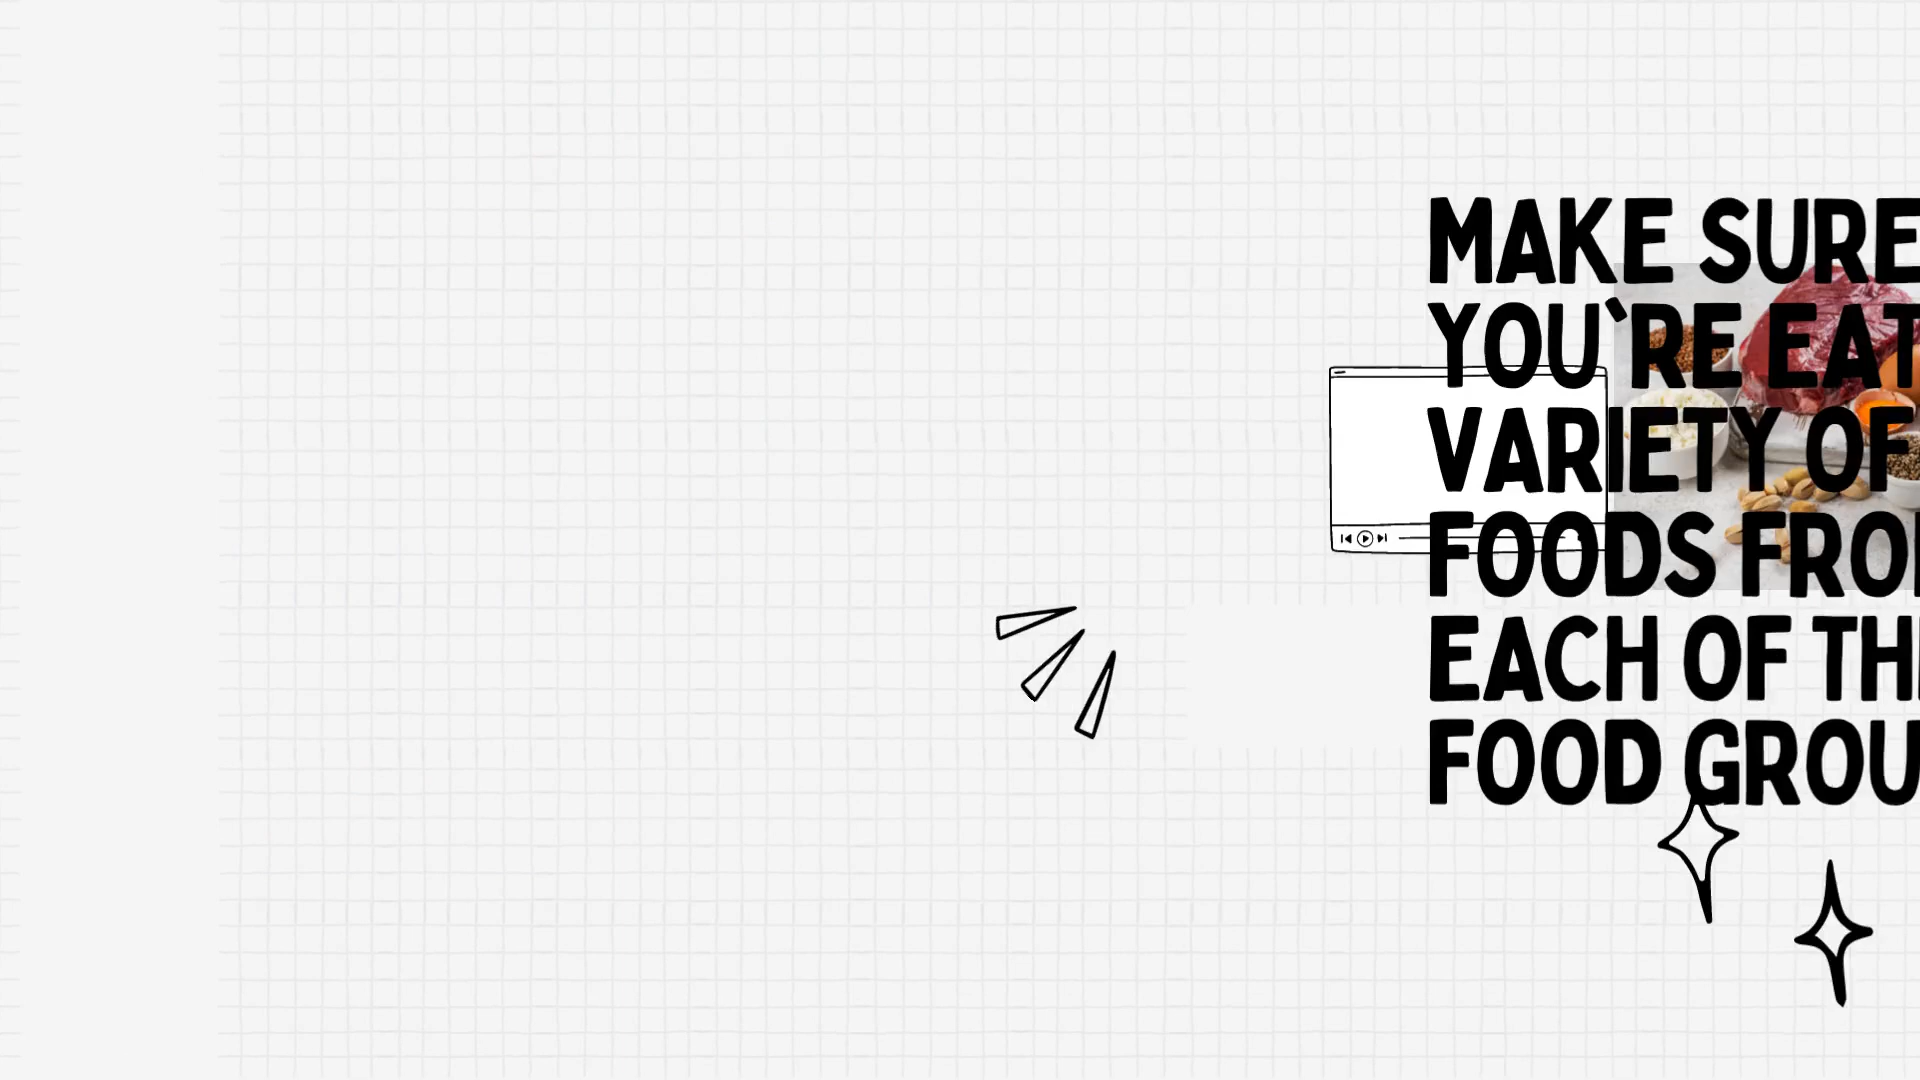 MAKE SURE
YOU`RE EAT
VARIETY OF
FOODS FRO
EACH OF TH
FOOD GROU